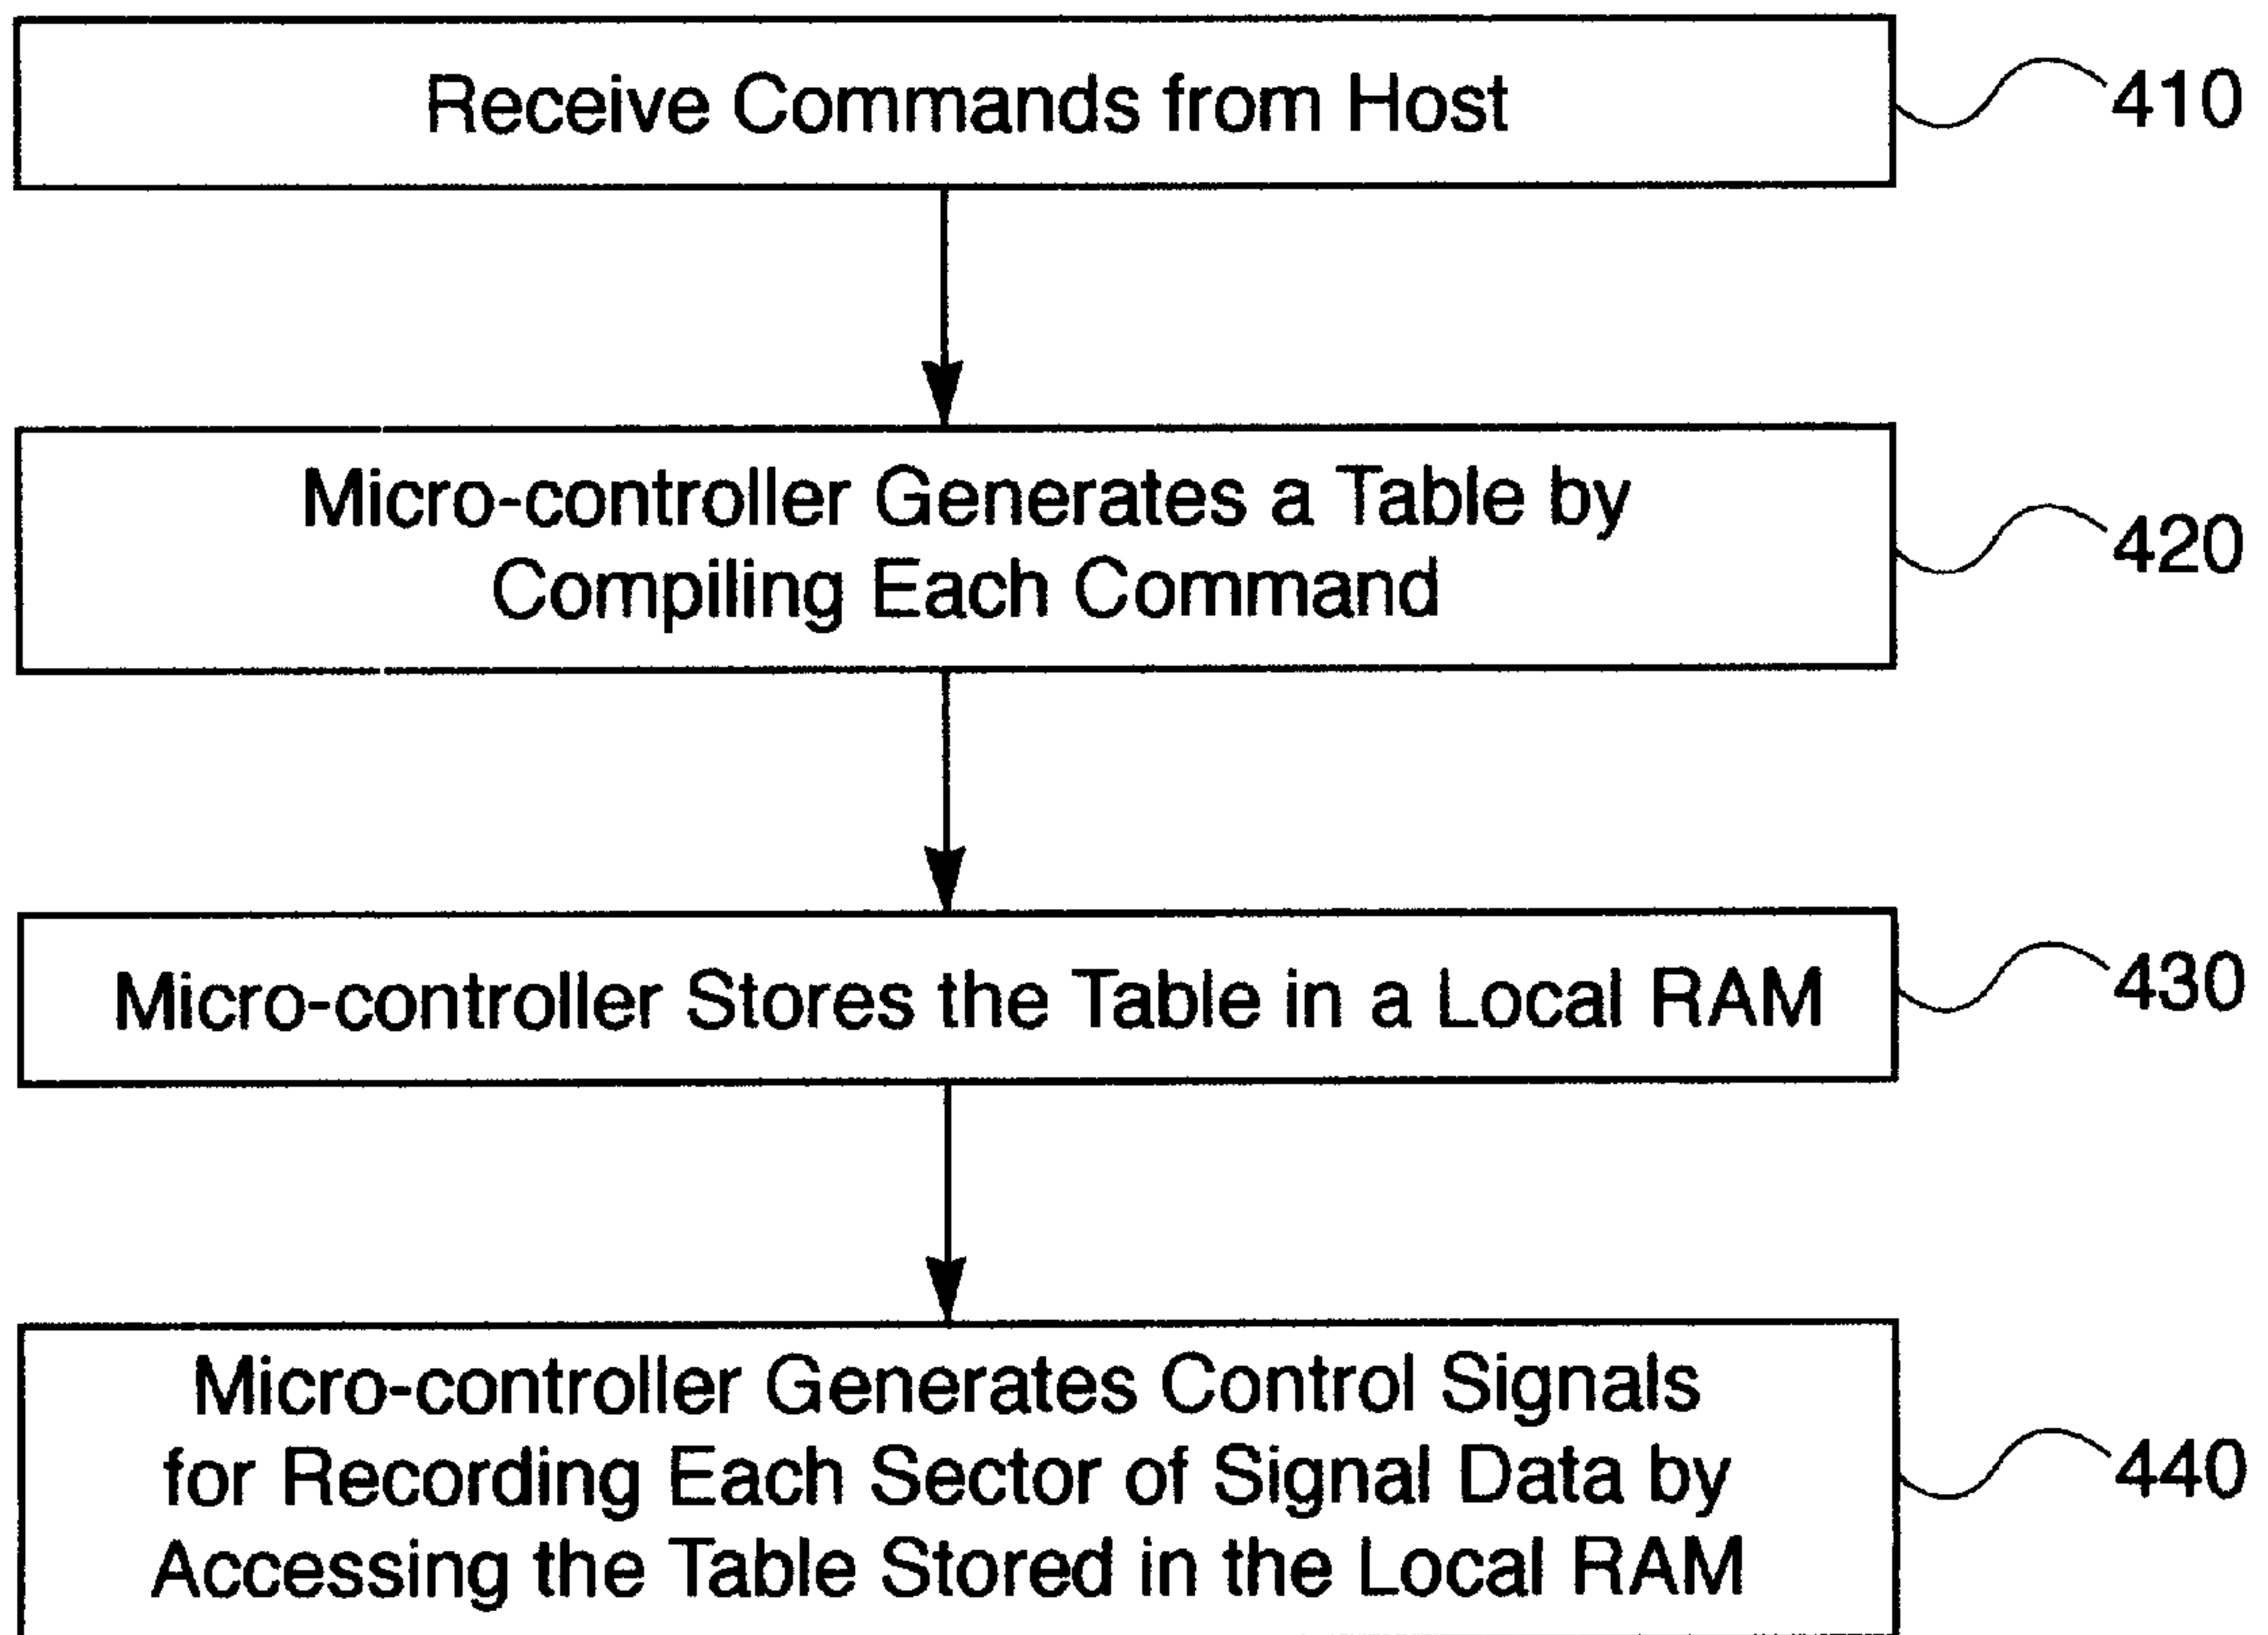 Receive Commands from Host
410
Micro-controller Generates a Table by
Compiling Each Command
420
Micro-controller Stores the Table in a Local RAM
430
Micro-controller Generates Control Signals
for Recording Each Sector of Signal Data by
Accessing the Table Stored in the Local RAM
440